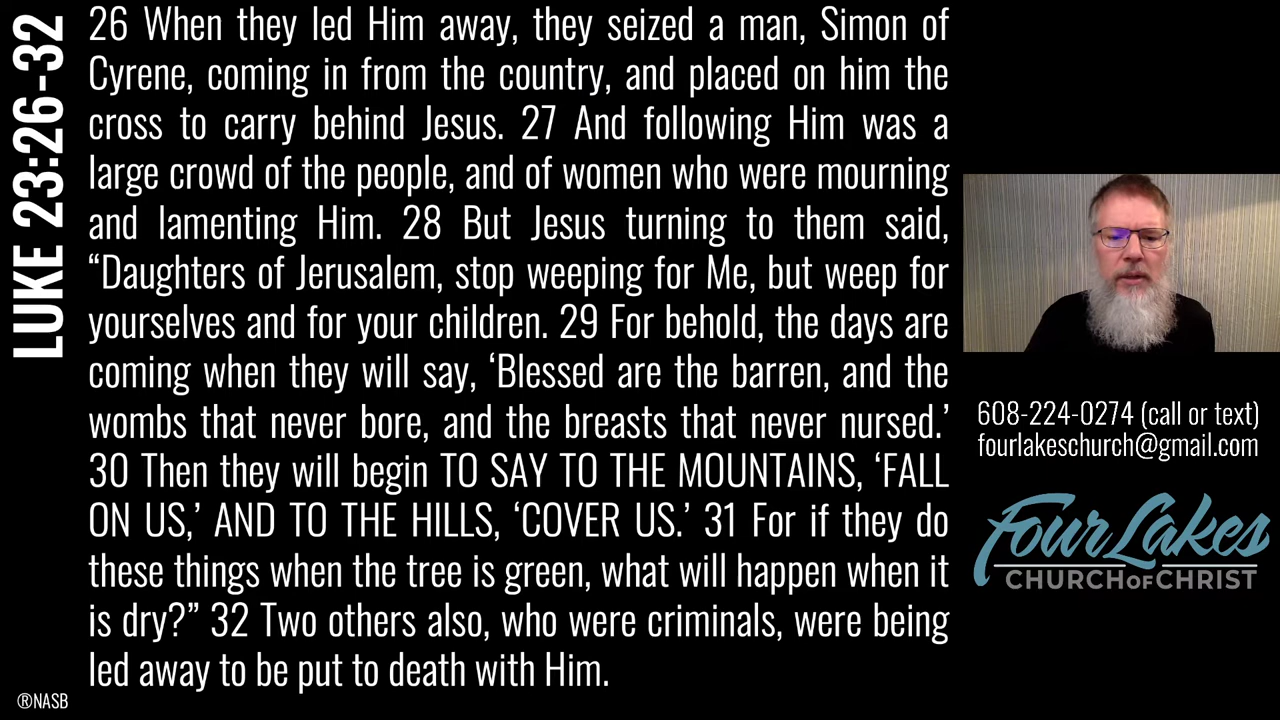 LUKE 23:26-32
26 When they led Him away, they seized a man, Simon of
Cyrene, coming in from the country, and placed on him the
cross to carry behind Jesus. 27 And following Him was a
large crowd of the people, and of women who were mourning
and lamenting Him. 28 But Jesus turning to them said,
“Daughters of Jerusalem, stop weeping for Me, but weep for
yourselves and for your children. 29 For behold, the days are
coming when they will say, ‘Blessed are the barren, and the
wombs that never bore, and the breasts that never nursed.’
30 Then they will begin TO SAY TO THE MOUNTAINS, ‘FALL
ON US,’ AND TO THE HILLS, ‘COVER US.’ 31 For if they do
these things when the tree is green, what will happen when it
is dry?” 32 Two others also, who were criminals, were being
led away to be put to death with Him.
®NASB
608-224-0274 (call or text)
fourlakeschurch@gmail.com
Four Lakes
CHURCH OF CHRIST